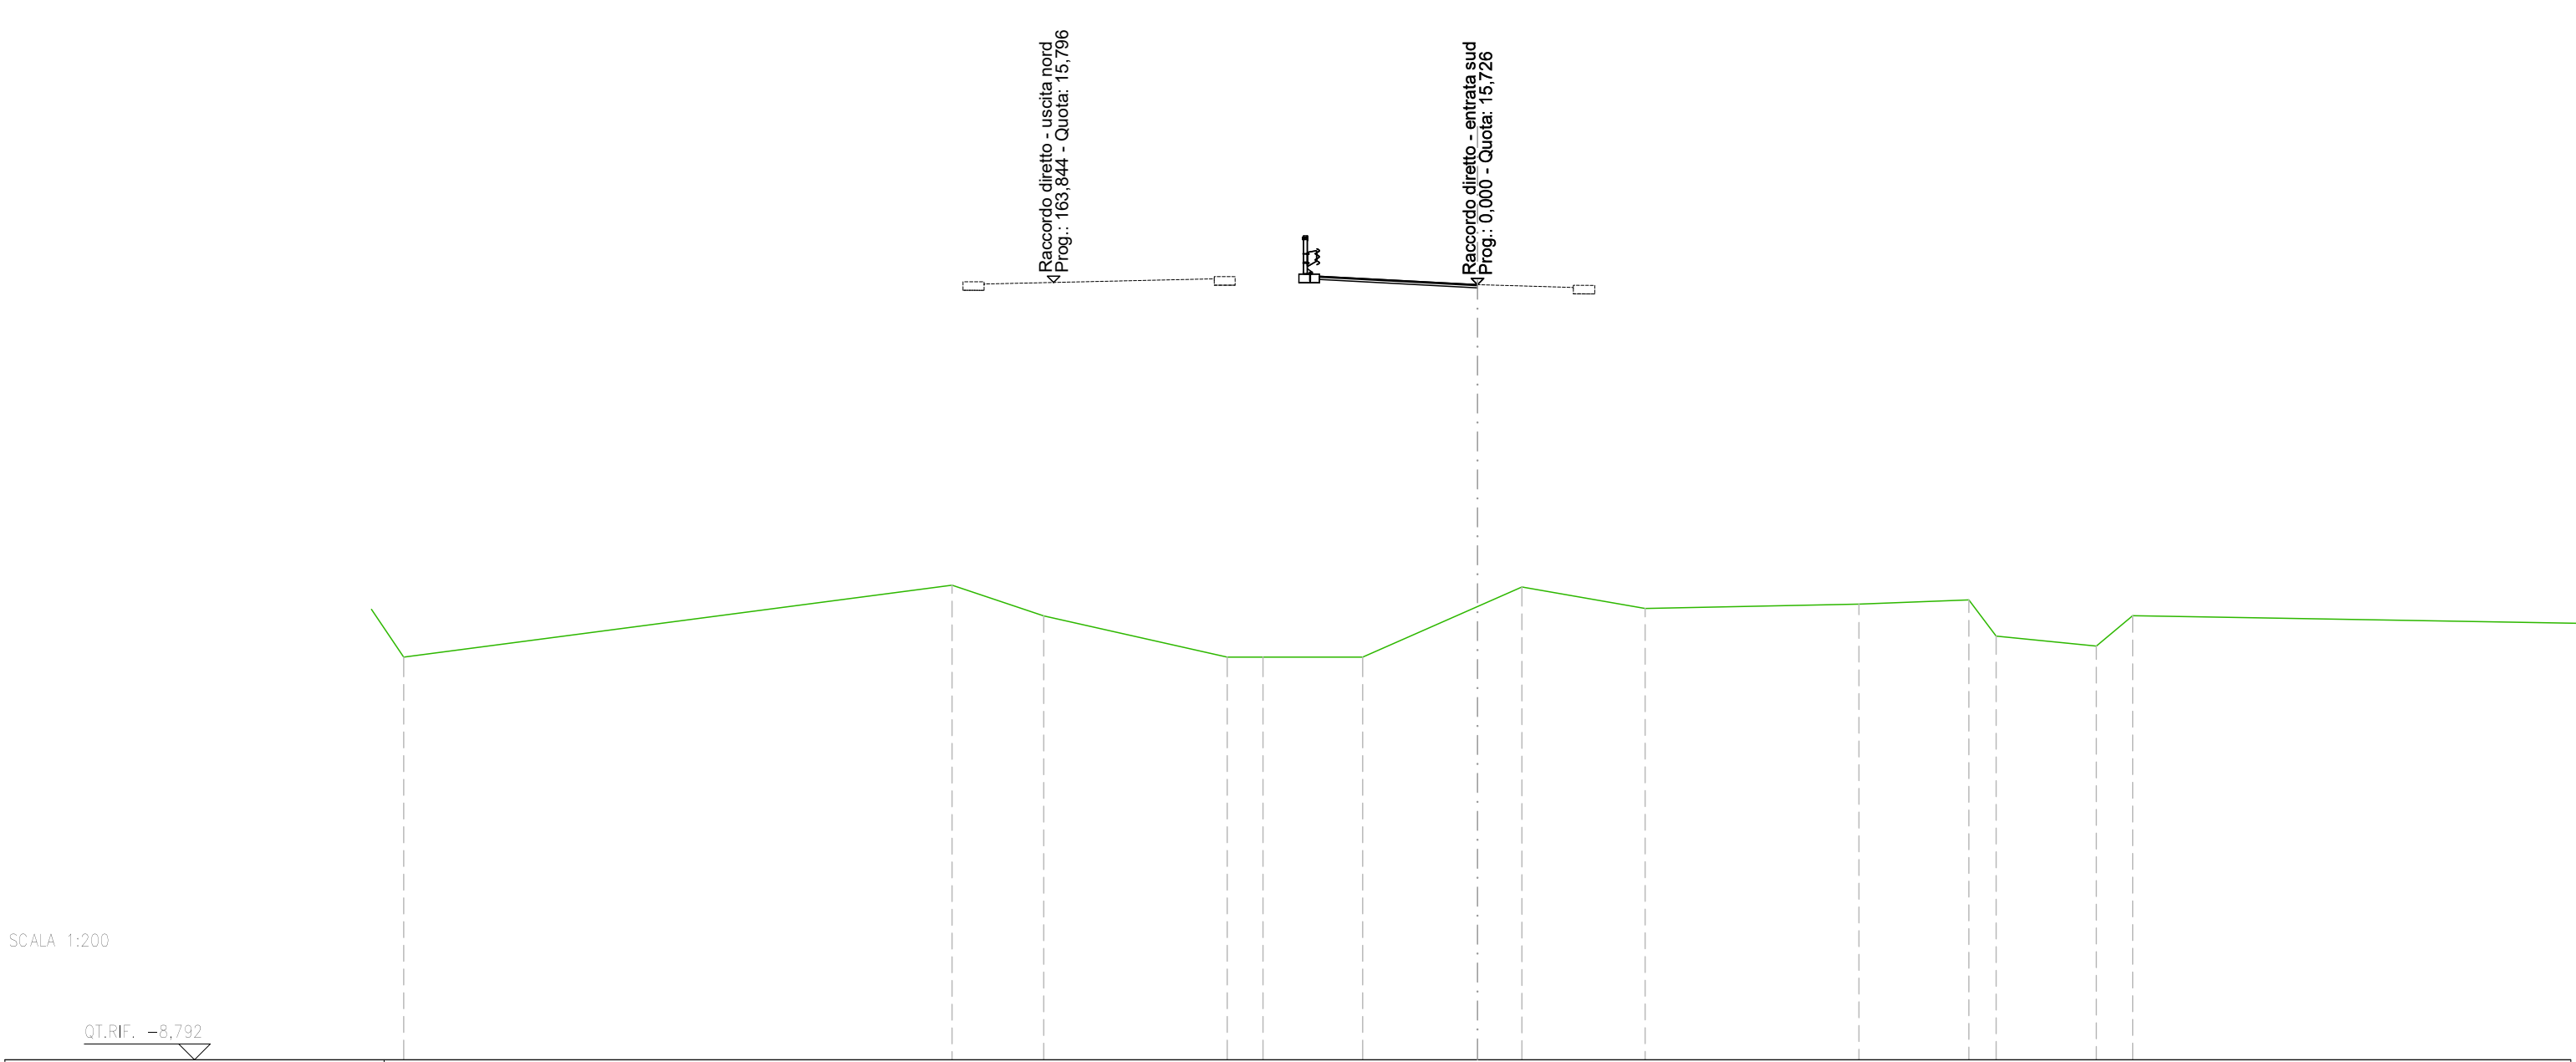 Raccordo diretto - uscita nord
Prog.: 163,844 - Quota: 15,796
Raccordo diretto - entrata sud
Prog.: 0,000 - Quota: 15,726
SCALA 1:200
QT.RIF. -8,792